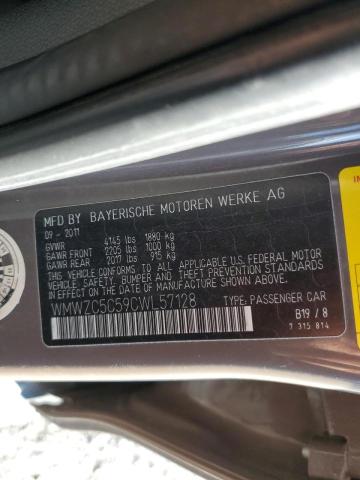 MFD BY BAYERISCHE MOTOREN WERKE AG
09 - 2011
GVWR 4145 lbs 1880 kg
GAWR FRONT 2205 lbs 1000 kg
GAWR REAR 2017 lbs 915 kg
THIS VEHICLE CONFORMS TO ALL APPLICABLE U.S. FEDERAL MOTOR
VEHICLE SAFETY, BUMPER, AND THEFT PREVENTION STANDARDS
IN EFFECT ON THE DATE OF MANUFACTURE SHOWN ABOVE.
WMWZC5C59CWL57128 TYPE: PASSENGER CAR
B19 / 8
7 315 814